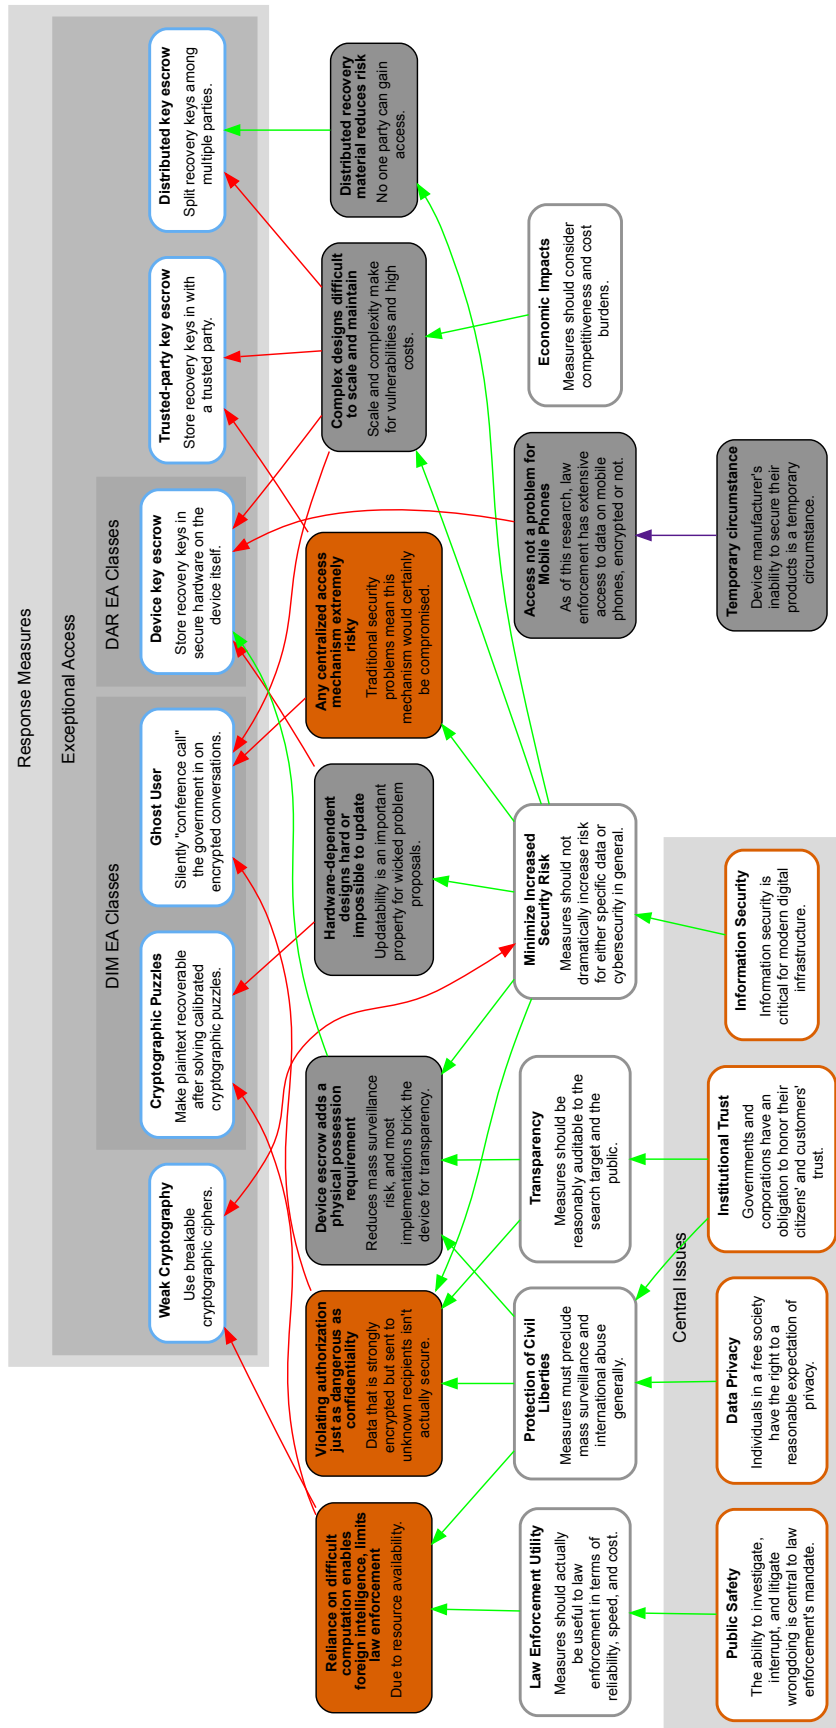 Response Measures
Exceptional Access
DIM EA Classes
DAR EA Classes
Weak Cryptography
Use breakable
cryptographic ciphers.
Cryptographic Puzzles
Make plaintext recoverable
after solving calibrated
cryptographic puzzles.
Ghost User
Silently "conference call"
the government in on
encrypted conversations.
Device key escrow
Store recovery keys in
secure hardware on the
device itself.
Trusted-party key escrow
Store recovery keys in with
a trusted party.
Distributed key escrow
Split recovery keys among
multiple parties.
Reliance on difficult
computation enables
foreign intelligence, limits
law enforcement
Due to resource availability.
Violating authorization
just as dangerous as
confidentiality
Data that is strongly
encrypted but sent to
unknown recipients isn't
actually secure.
Device escrow adds a
physical possession
requirement
Reduces mass surveillance
risk, and most
implementations brick the
device for transparency.
Hardware-dependent
designs hard or
impossible to update
Updatability is an important
property for wicked problem
proposals.
Any centralized access
mechanism extremely
risky
Traditional security
problems mean this
mechanism would certainly
be compromised.
Complex designs difficult
to scale and maintain
Scale and complexity make
for vulnerabilities and high
costs.
Distributed recovery
material reduces risk
No one party can gain
access.
Law Enforcement Utility
Measures should actually
be useful to law
enforcement in terms of
reliability, speed, and cost.
Protection of Civil
Liberties
Measures must preclude
mass surveillance and
international abuse
generally.
Transparency
Measures should be
reasonably auditable to the
search target and the
public.
Minimize Increased
Security Risk
Measures should not
dramatically increase risk
for either specific data or
cybersecurity in general.
Access not a problem for
Mobile Phones
As of this research, law
enforcement has extensive
access to data on mobile
phones, encrypted or not.
Economic Impacts
Measures should consider
competitiveness and cost
burdens.
Central Issues
Public Safety
The ability to investigate,
interrupt, and litigate
wrongdoing is central to law
enforcement's mandate.
Data Privacy
Individuals in a free society
have the right to a
reasonable expectation of
privacy.
Institutional Trust
Governments and
corporations have an
obligation to honor their
citizens' and customers'
trust.
Information Security
Information security is
critical for modern digital
infrastructure.
Temporary circumstance
Device manufacturer's
inability to secure their
products is a temporary
circumstance.